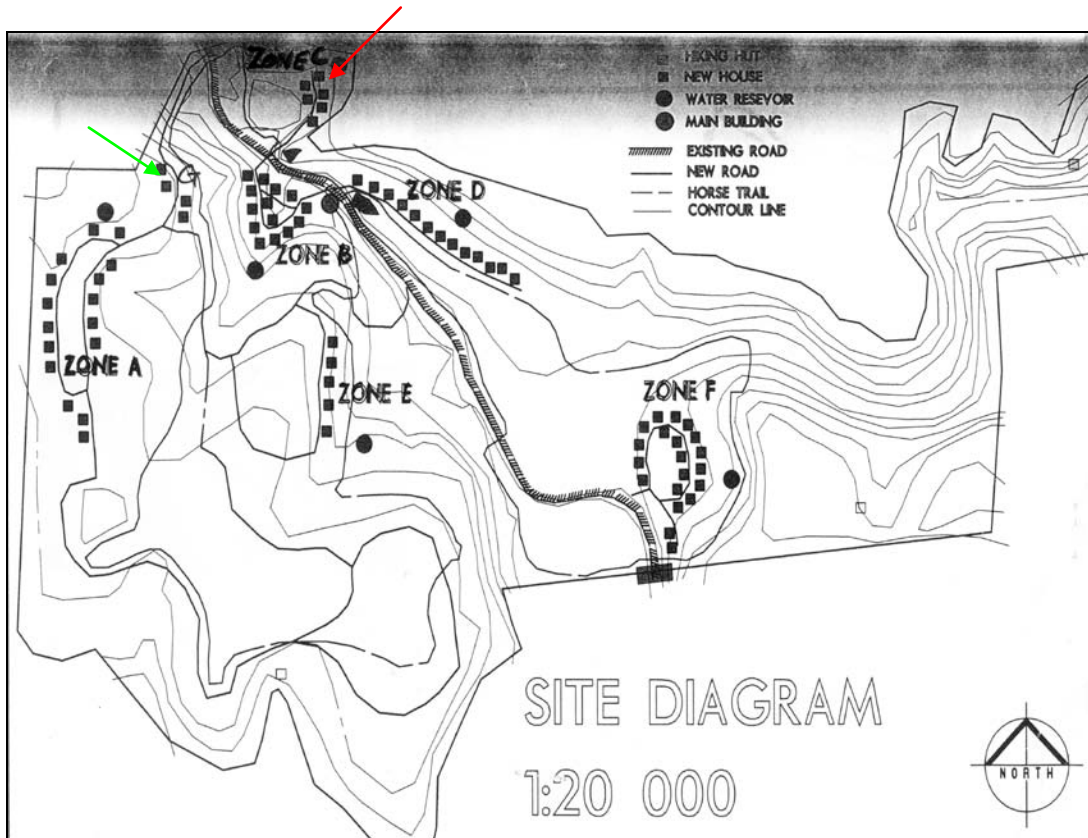 ZONE C
HIKING HUT
NEW HOUSE
WATER RESEVOIR
MAIN BUILDING
EXISTING ROAD
NEW ROAD
HORSE TRAIL
CONTOUR LINE
ZONE D
ZONE B
ZONE A
ZONE E
ZONE F
SITE DIAGRAM
1:20 000
NORTH